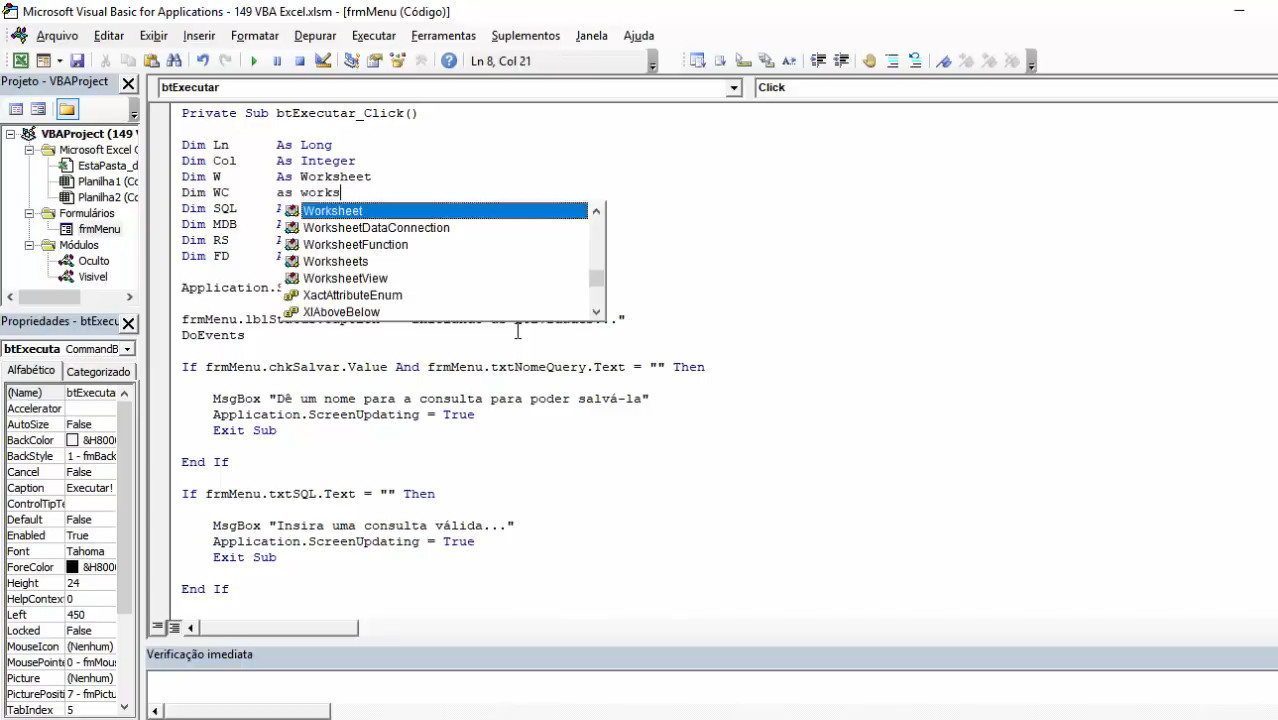 Microsoft Visual Basic for Applications - 149 VBA Excel.xlsm - [frmMenu (Código)]
Arquivo Editar Exibir Inserir Formatar Depurar Executar Ferramentas Suplementos Janela Ajuda
Ln 8, Col 21
Projeto - VBAProject
VBAProject (149 V
Microsoft Excel C
EstaPasta_d
Planilha1 (Co
Planilha2 (Co
Formulários
frmMenu
Módulos
Oculto
Visivel
Propriedades - btExecu
btExecuta CommandB
Alfabético Categorizado
(Name) btExecuta
Accelerator
AutoSize False
BackColor &H800
BackStyle 1 - fmBack
Cancel False
Caption Executar!
ControlTipTe
Default False
Enabled True
Font Tahoma
ForeColor &H800
Height 24
HelpContext 0
Left 450
Locked False
MouseIcon (Nenhum)
MousePointe 0 - fmMou
Picture (Nenhum)
PicturePositi 7 - fmPictu
TabIndex 5
btExecutar Click
Private Sub btExecutar_Click()
Dim Ln As Long
Dim Col As Integer
Dim W As Worksheet
Dim WC as works
Dim SQL
Dim MDB
Dim RS
Dim FD
Worksheet
WorksheetDataConnection
WorksheetFunction
Worksheets
WorksheetView
XactAttributeEnum
XlAboveBelow
Application.S
frmMenu.lblSt
DoEvents
If frmMenu.chkSalvar.Value And frmMenu.txtNomeQuery.Text = "" Then
MsgBox "Dê um nome para a consulta para poder salvá-la"
Application.ScreenUpdating = True
Exit Sub
End If
If frmMenu.txtSQL.Text = "" Then
MsgBox "Insira uma consulta válida..."
Application.ScreenUpdating = True
Exit Sub
End If
Verificação imediata